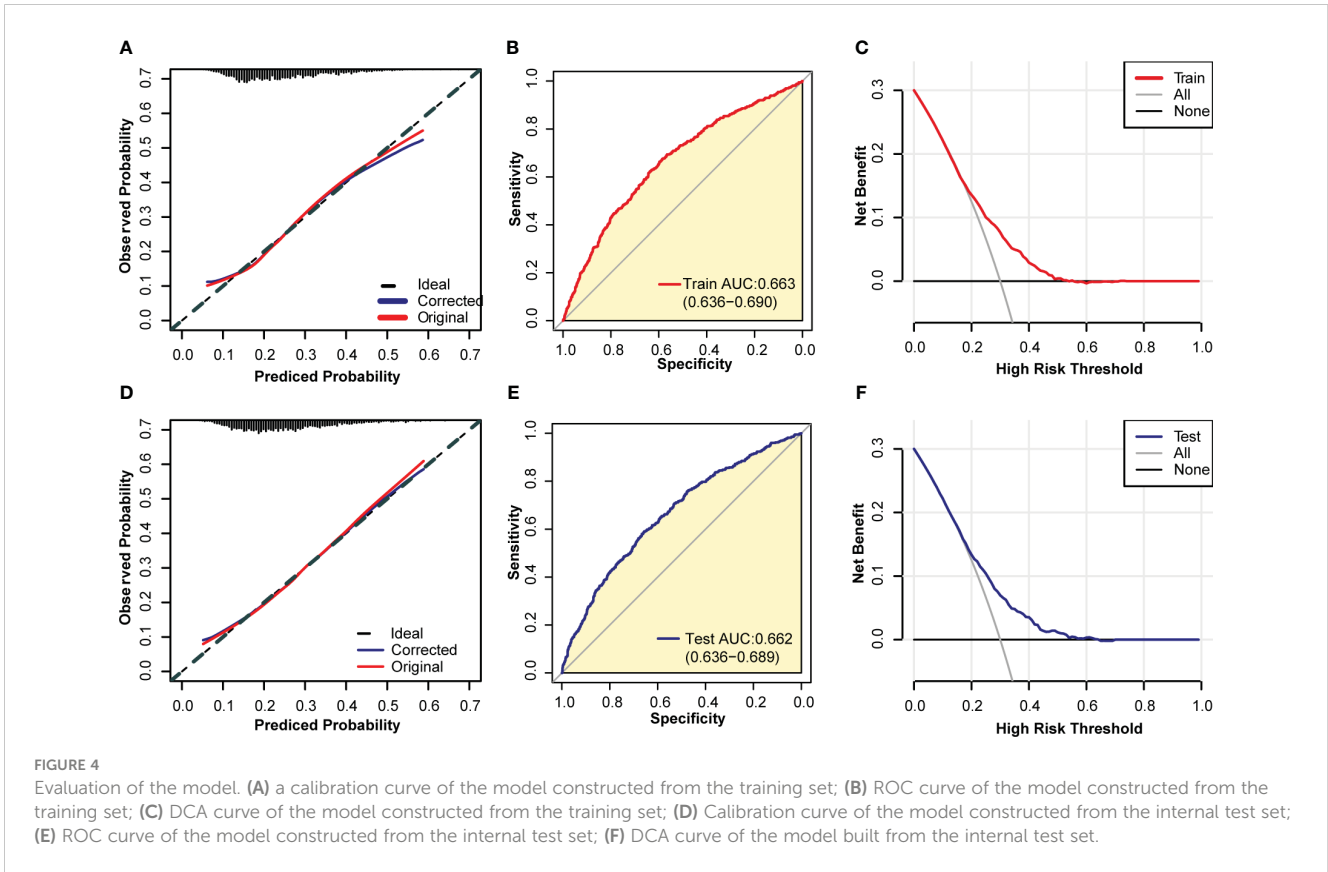 A
B
C
0.7
0.6
0.5
0.4
0.3
0.2
0.1
0.0
Observed Probability
Ideal
Corrected
Original
0.0 0.1 0.2 0.3 0.4 0.5 0.6 0.7
Prediced Probability
1.0
0.8
0.6
0.4
0.2
0.0
Sensitivity
Train AUC:0.663
(0.636−0.690)
1.0 0.8 0.6 0.4 0.2 0.0
Specificity
0.3
0.2
0.1
0.0
Net Benefit
Train
All
None
0.0 0.2 0.4 0.6 0.8 1.0
High Risk Threshold
D
E
F
0.7
0.6
0.5
0.4
0.3
0.2
0.1
0.0
Observed Probability
Ideal
Corrected
Original
0.0 0.1 0.2 0.3 0.4 0.5 0.6 0.7
Prediced Probability
1.0
0.8
0.6
0.4
0.2
0.0
Sensitivity
Test AUC:0.662
(0.636−0.689)
1.0 0.8 0.6 0.4 0.2 0.0
Specificity
0.3
0.2
0.1
0.0
Net Benefit
Test
All
None
0.0 0.2 0.4 0.6 0.8 1.0
High Risk Threshold
FIGURE 4
Evaluation of the model. (A) a calibration curve of the model constructed from the training set; (B) ROC curve of the model constructed from the
training set; (C) DCA curve of the model constructed from the training set; (D) Calibration curve of the model constructed from the internal test set;
(E) ROC curve of the model constructed from the internal test set; (F) DCA curve of the model built from the internal test set.